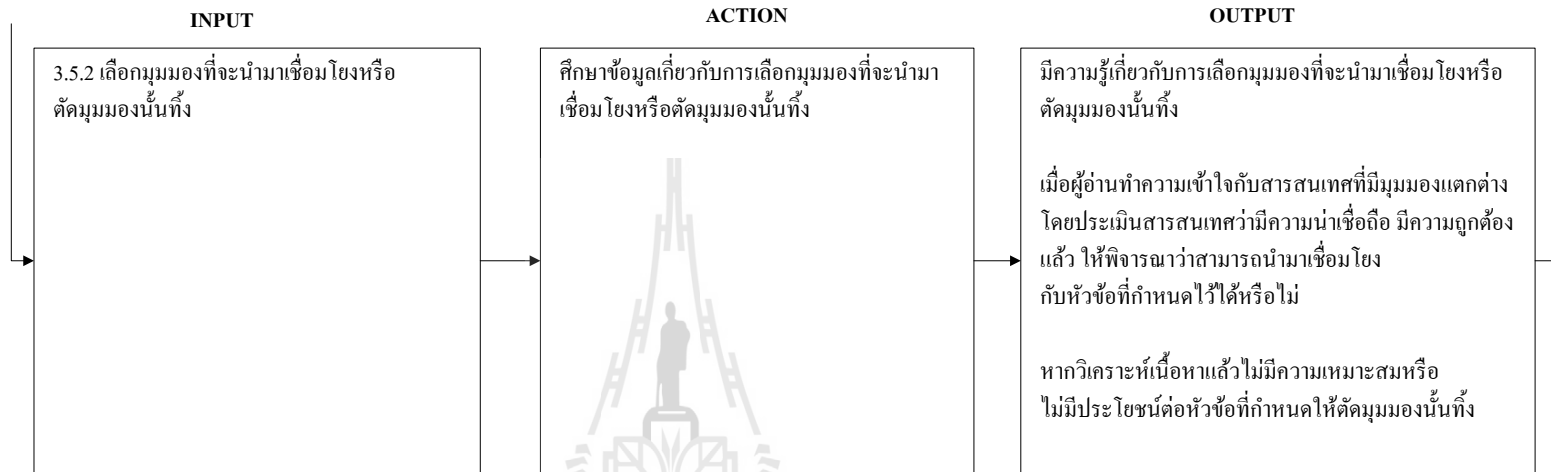 INPUT
ACTION
OUTPUT
3.5.2 เลือกมุมมองที่จะนำมาเชื่อมโยงหรือ
ตัดมุมมองนั้นทิ้ง
ศึกษาข้อมูลเกี่ยวกับการเลือกมุมมองที่จะนำมา
เชื่อมโยงหรือตัดมุมมองนั้นทิ้ง
มีความรู้เกี่ยวกับการเลือกมุมมองที่จะนำมาเชื่อมโยงหรือ
ตัดมุมมองนั้นทิ้ง
เมื่อผู้อ่านทำความเข้าใจกับสารสนเทศที่มีมุมมองแตกต่าง
โดยประเมินสารสนเทศว่ามีความน่าเชื่อถือ มีความถูกต้อง
แล้ว ให้พิจารณาว่าสามารถนำมาเชื่อมโยง
กับหัวข้อที่กำหนดไว้ได้หรือไม่
หากวิเคราะห์เนื้อหาแล้วไม่มีความเหมาะสมหรือ
ไม่มีประโยชน์ต่อหัวข้อที่กำหนดให้ตัดมุมมองนั้นทิ้ง